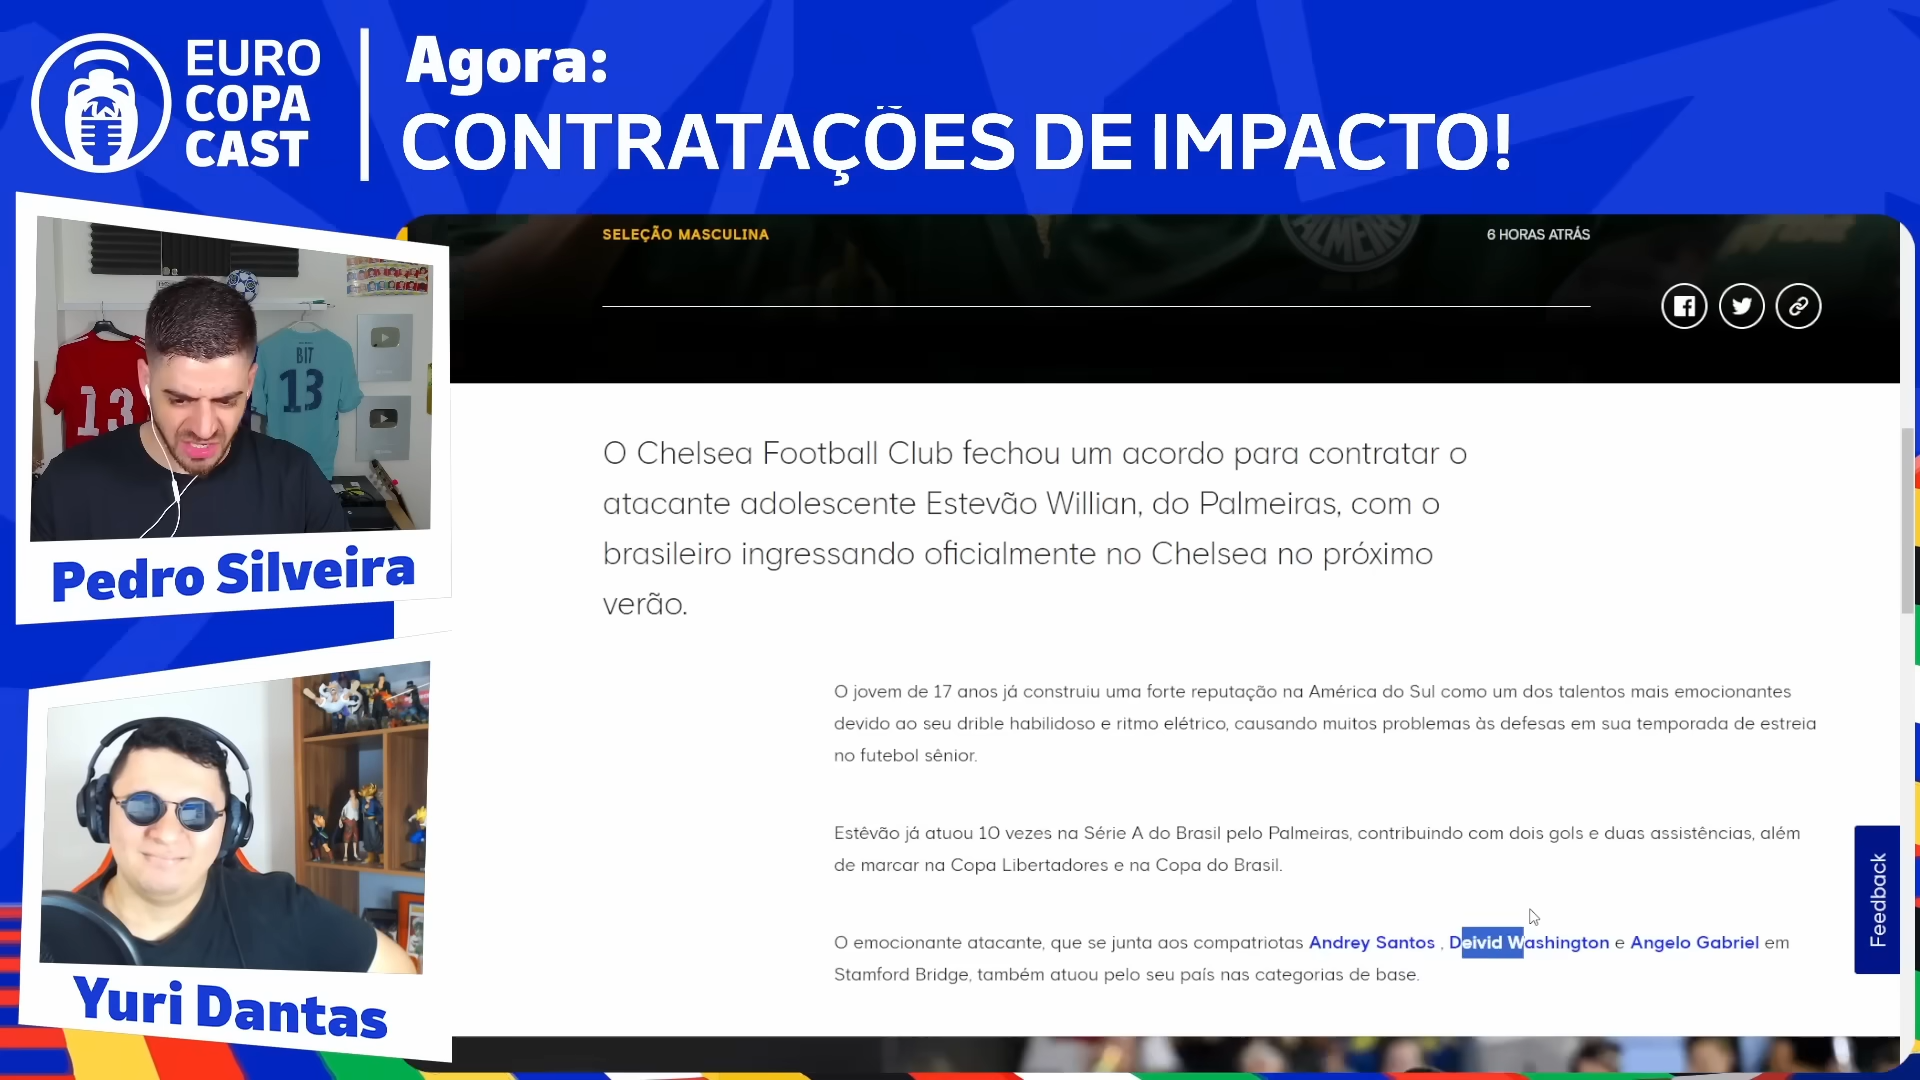 EURO
COPA
CAST
Agora:
CONTRATAÇÕES DE IMPACTO!
BIT
13
13
Pedro Silveira
Yuri Dantas
SELEÇÃO MASCULINA
6 HORAS ATRÁS
O Chelsea Football Club fechou um acordo para contratar o
atacante adolescente Estevão Willian, do Palmeiras, com o
brasileiro ingressando oficialmente no Chelsea no próximo
verão.
O jovem de 17 anos já construiu uma forte reputação na América do Sul como um dos talentos mais emocionantes
devido ao seu drible habilidoso e ritmo elétrico, causando muitos problemas às defesas em sua temporada de estreia
no futebol sênior.
Estêvão já atuou 10 vezes na Série A do Brasil pelo Palmeiras, contribuindo com dois gols e duas assistências, além
de marcar na Copa Libertadores e na Copa do Brasil.
O emocionante atacante, que se junta aos compatriotas Andrey Santos , Deivid Washington e Angelo Gabriel em
Stamford Bridge, também atuou pelo seu país nas categorias de base.
Feedback